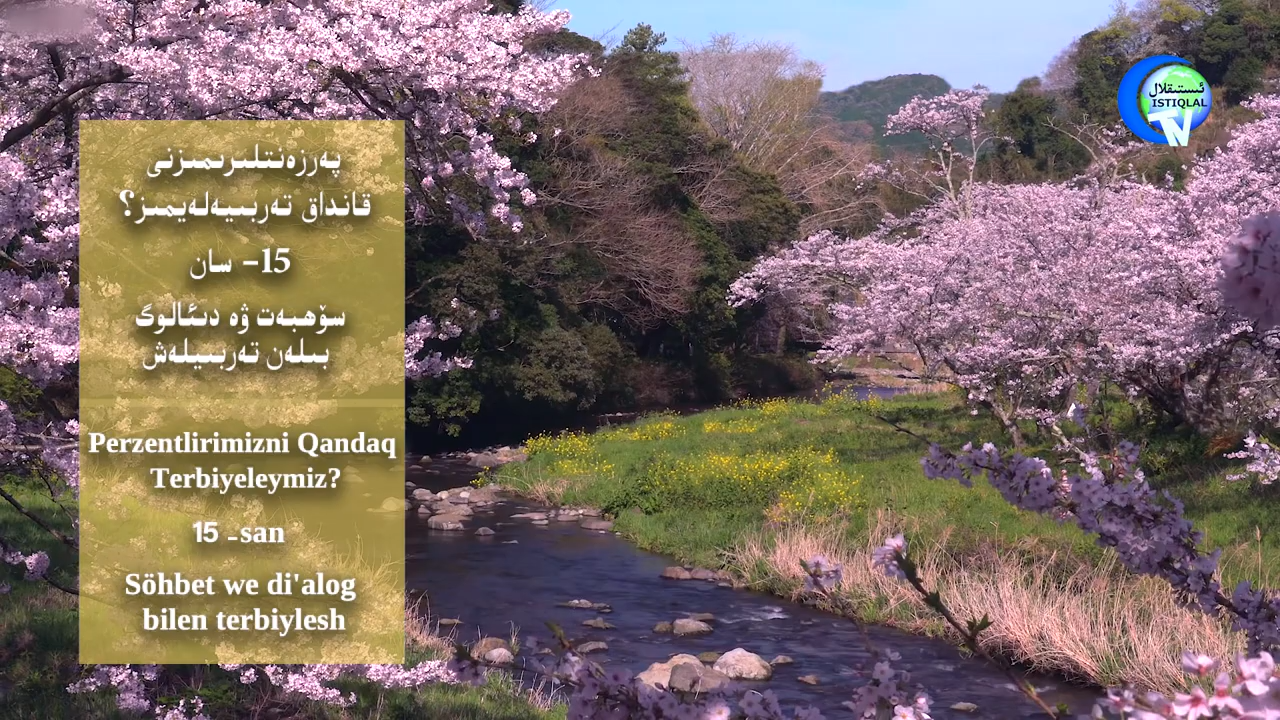 پەرزەنتلىرىمىزنى
قانداق تەربىيەلەيمىز؟
15- سان
سۆھبەت ۋە دىئالوگ
بىلەن تەربىيلەش
Perzentlirimizni Qandaq
Terbiyeleymiz?
15 -san
Söhbet we di'alog
bilen terbiylesh
ئىستىقلال
ISTIQLAL
TV